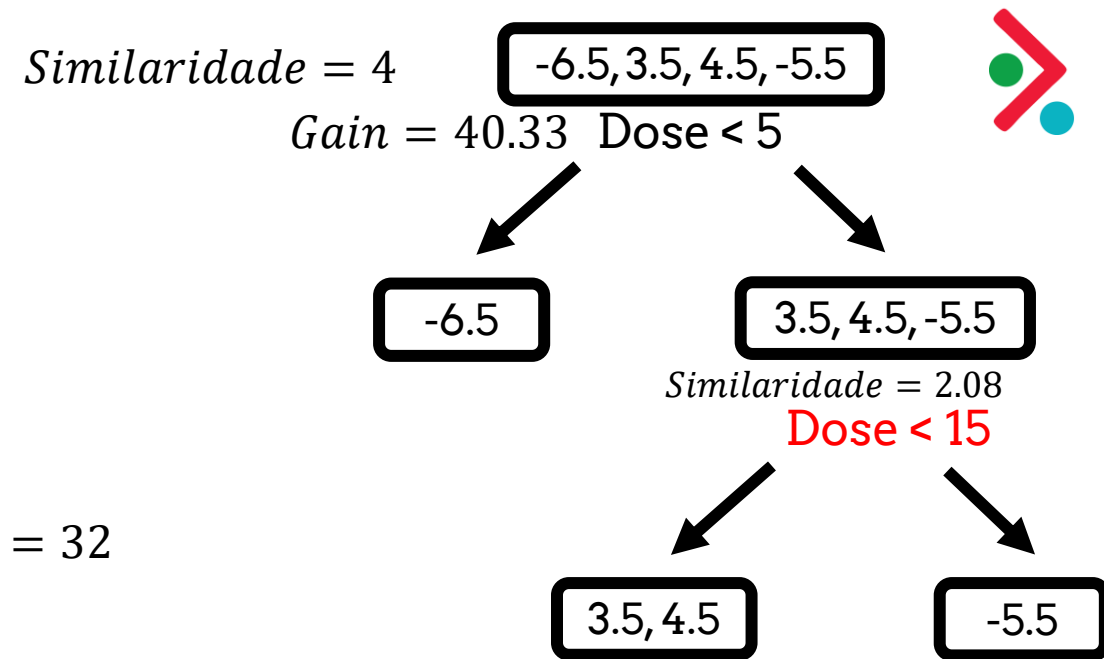 Similaridade = 4
-6.5, 3.5, 4.5, -5.5
Gain = 40.33 Dose < 5
-6.5
3.5, 4.5, -5.5
Similaridade = 2.08
Dose < 15
= 32
3.5, 4.5
-5.5